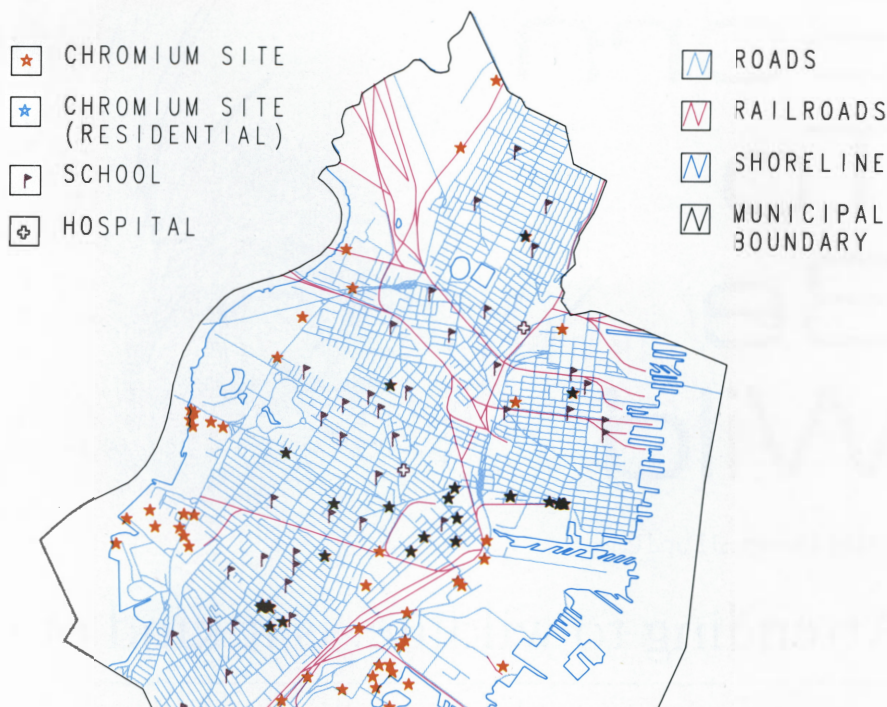 CHROMIUM SITE
CHROMIUM SITE
(RESIDENTIAL)
SCHOOL
HOSPITAL
ROADS
RAILROADS
SHORELINE
MUNICIPAL
BOUNDARY